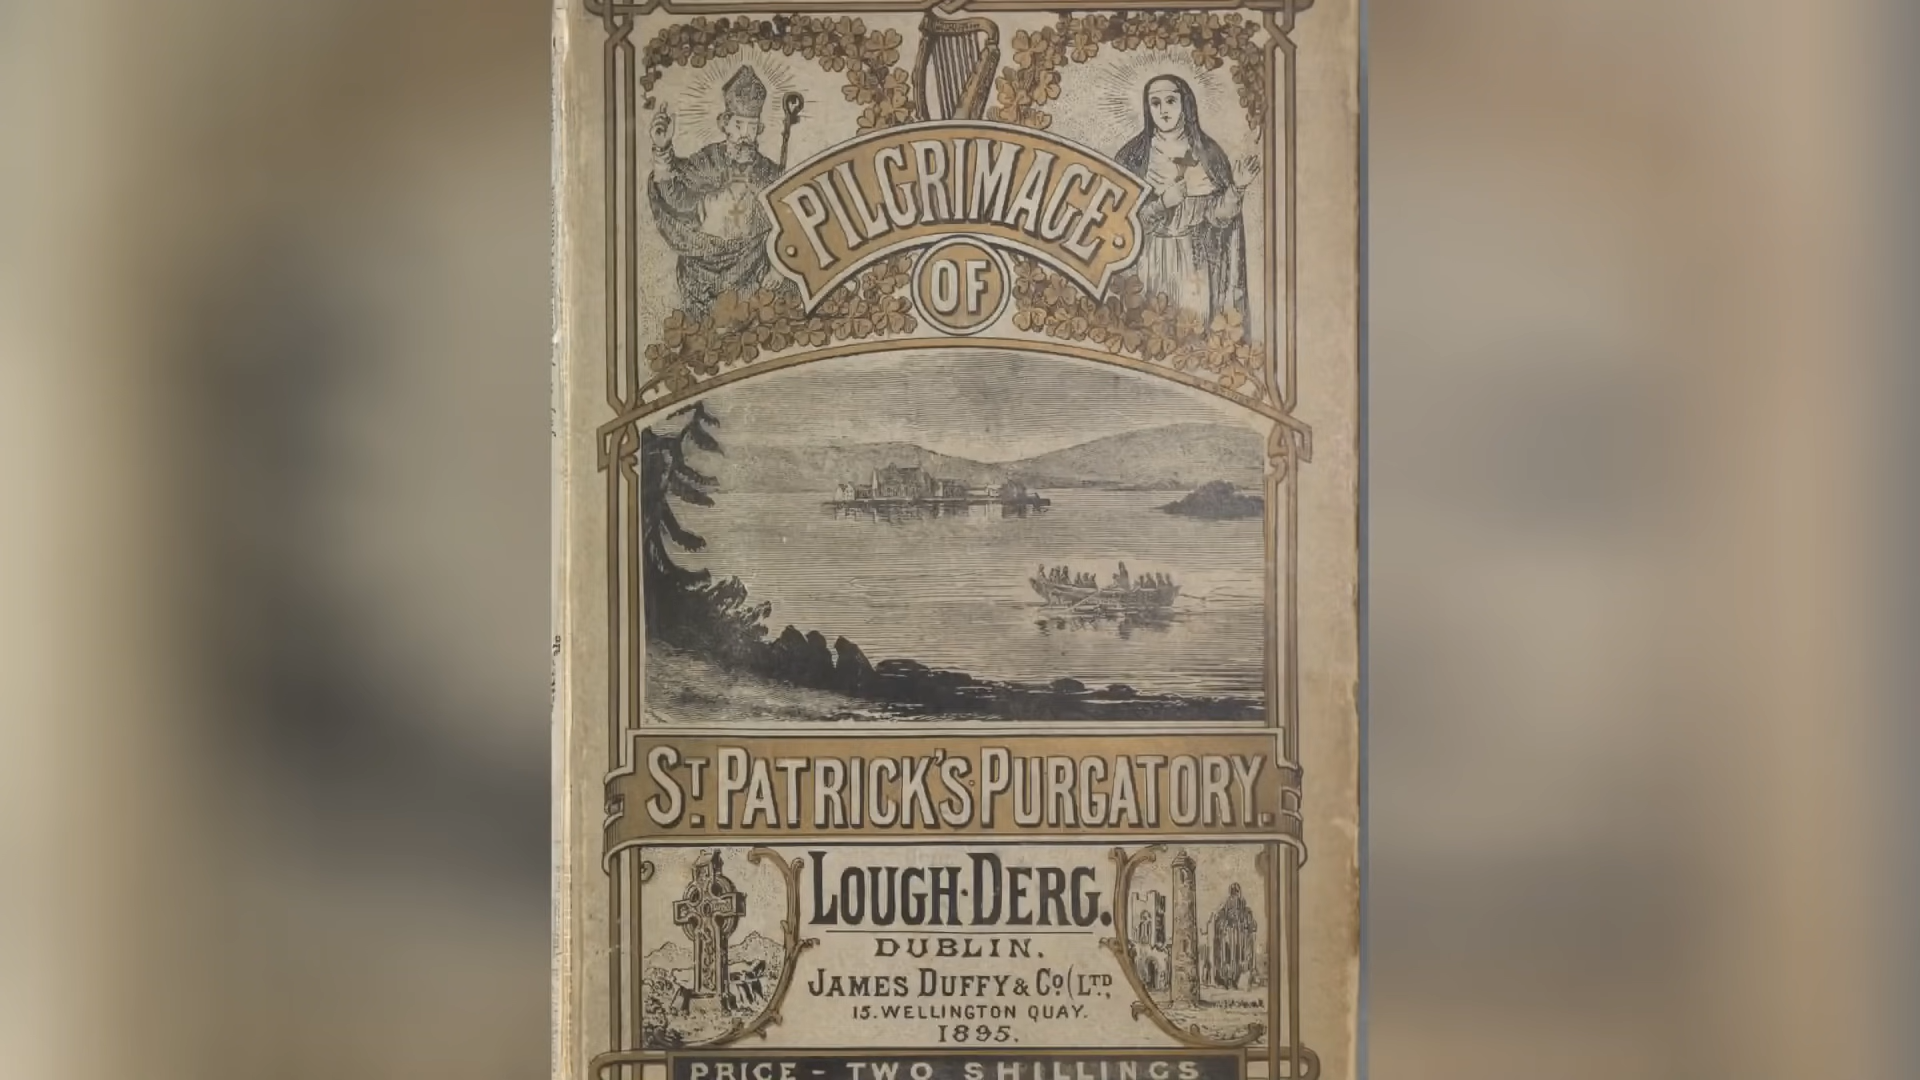 PILGRIMAGE
OF
ST. PATRICK'S PURGATORY.
LOUGH·DERG.
DUBLIN.
JAMES DUFFY & CO. (LTD.,
15. WELLINGTON QUAY.
1895.
PRICE - TWO SHILLINGS